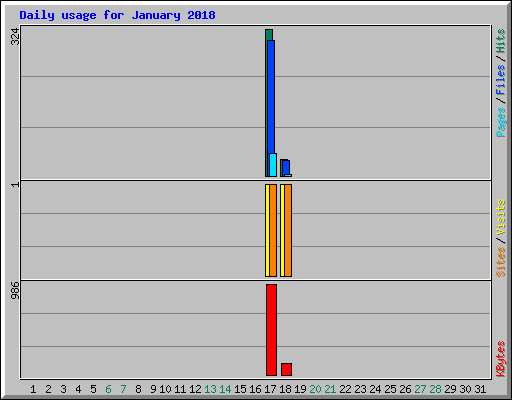 Daily usage for January 2018
324
Pages / Files / Hits
1
Sites / Visits
986
KBytes
1 2 3 4 5 6 7 8 9 10 11 12 13 14 15 16 17 18 19 20 21 22 23 24 25 26 27 28 29 30 31